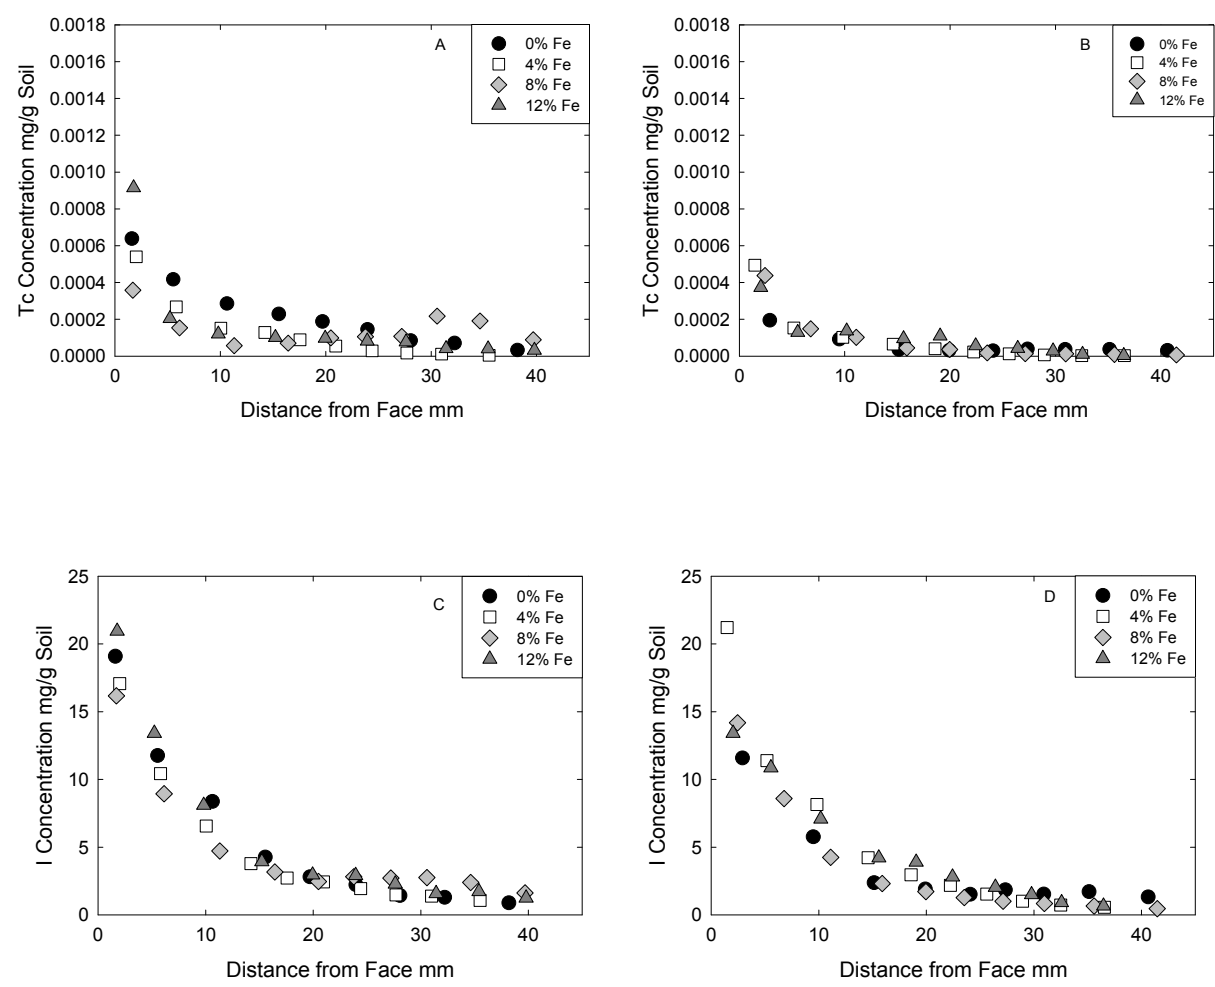 A
0% Fe
4% Fe
8% Fe
12% Fe
Tc Concentration mg/g Soil
0.0018
0.0016
0.0014
0.0012
0.0010
0.0008
0.0006
0.0004
0.0002
0.0000
0 10 20 30 40
Distance from Face mm
B
0% Fe
4% Fe
8% Fe
12% Fe
Tc Concentration mg/g Soil
0.0018
0.0016
0.0014
0.0012
0.0010
0.0008
0.0006
0.0004
0.0002
0.0000
0 10 20 30 40
Distance from Face mm
C
0% Fe
4% Fe
8% Fe
12% Fe
I Concentration mg/g Soil
25
20
15
10
5
0
0 10 20 30 40
Distance from Face mm
D
0% Fe
4% Fe
8% Fe
12% Fe
I Concentration mg/g Soil
25
20
15
10
5
0
0 10 20 30 40
Distance from Face mm